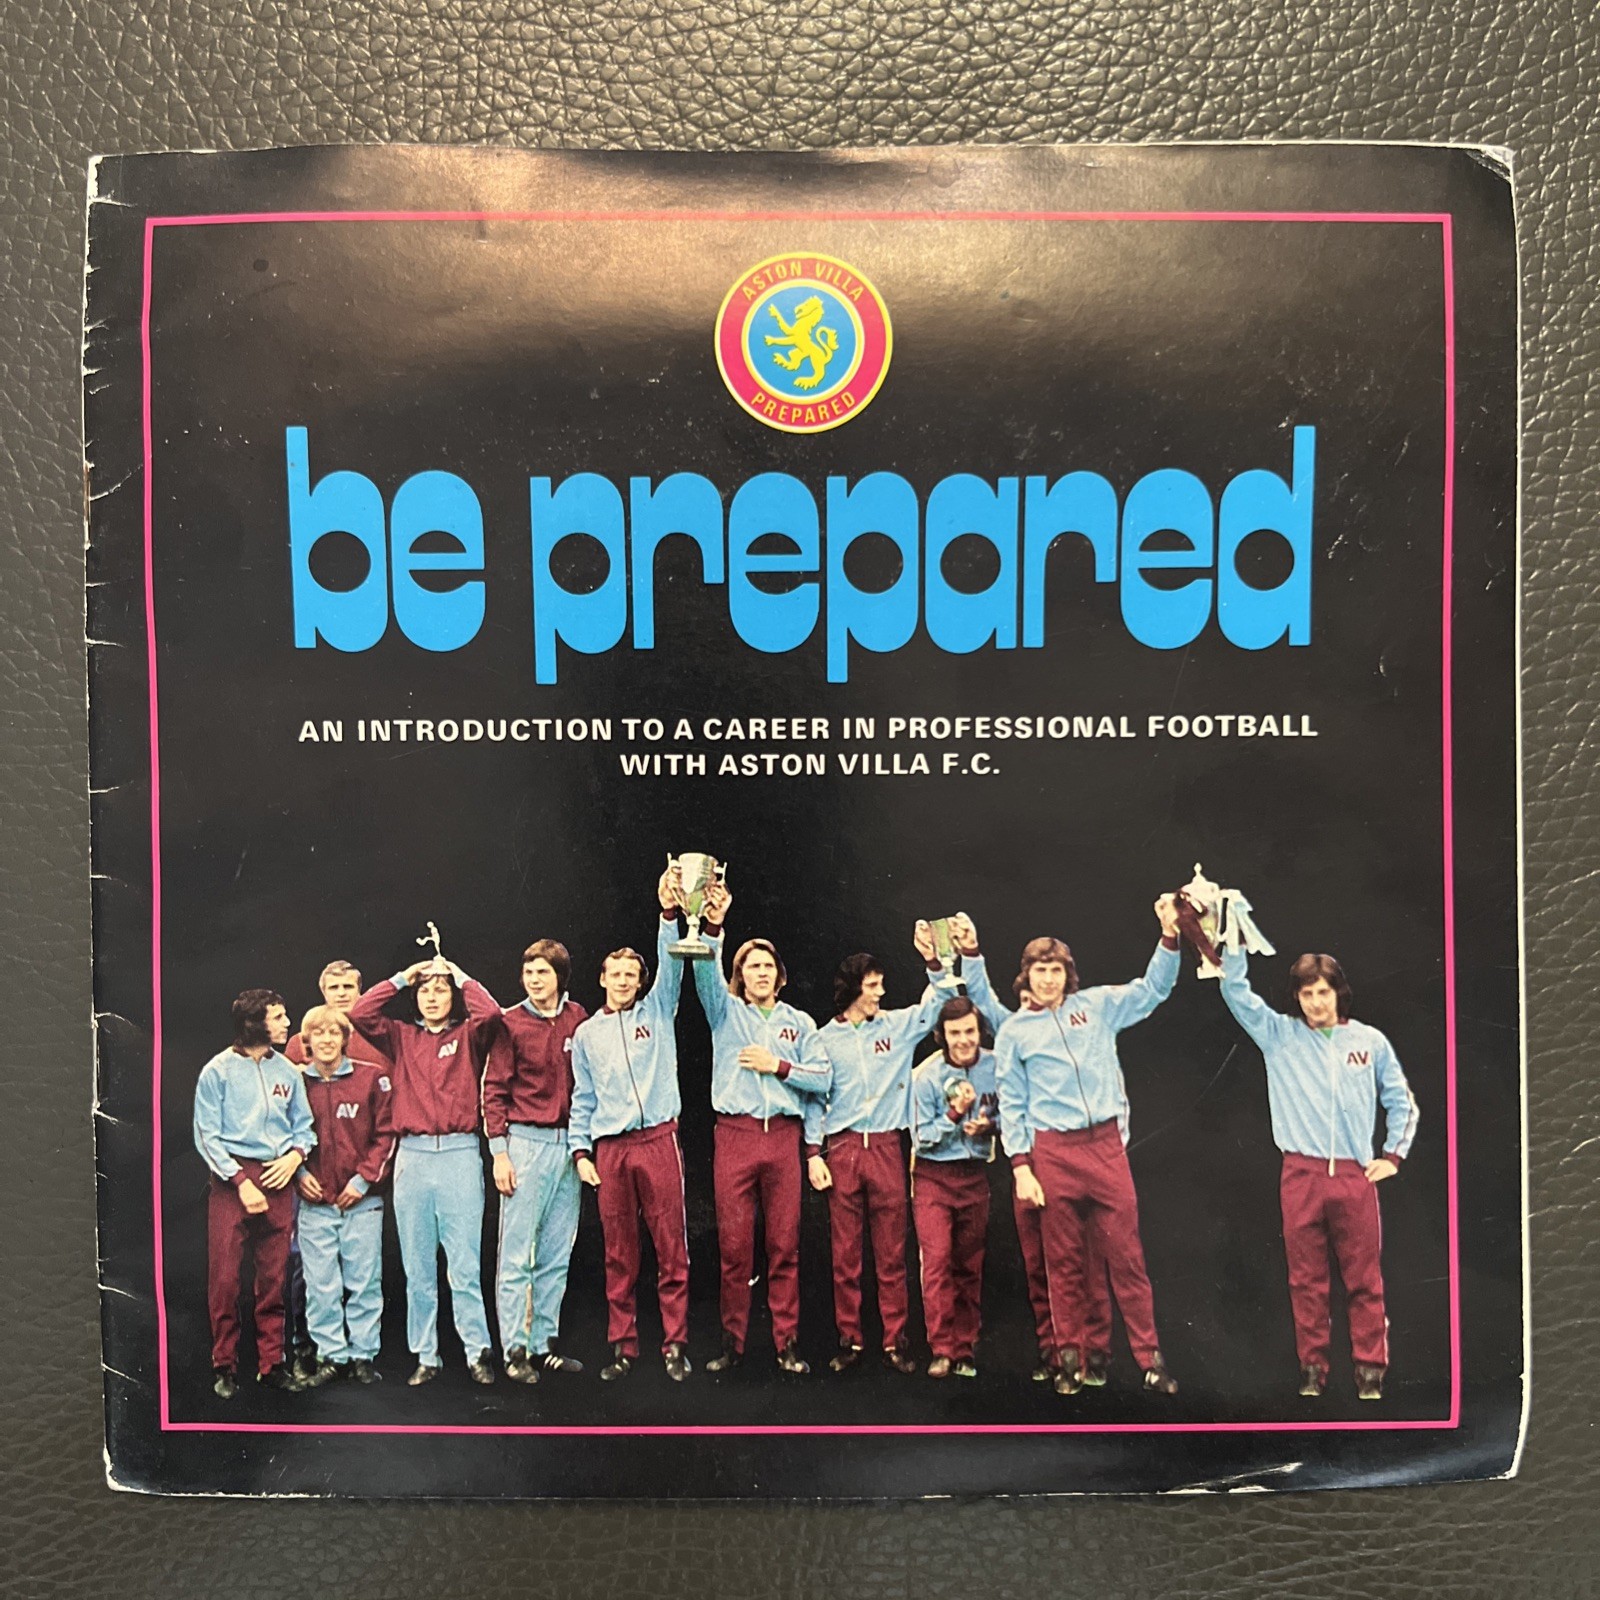 ASTON VILLA
PREPARED
be prepared
AN INTRODUCTION TO A CAREER IN PROFESSIONAL FOOTBALL
WITH ASTON VILLA F.C.
AV
AV
AV
A
AV
AV
AV
AV
AV
AV